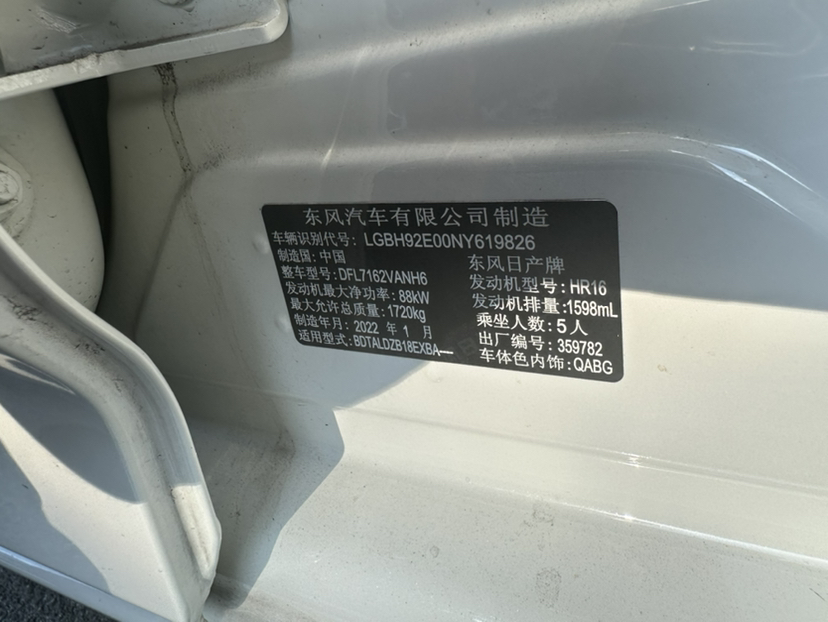 东风汽车有限公司制造
车辆识别代号: LGBH92E00NY619826
制造国: 中国 东风日产牌
整车型号: DFL7162VANH6 发动机型号: HR16
发动机最大净功率: 88kW 发动机排量: 1598mL
最大允许总质量: 1720kg 乘坐人数: 5 人
制造年月: 2022 年 1 月 出厂编号: 359782
适用型号: BDTALDZB18EXBA— 车体色内饰: QABG